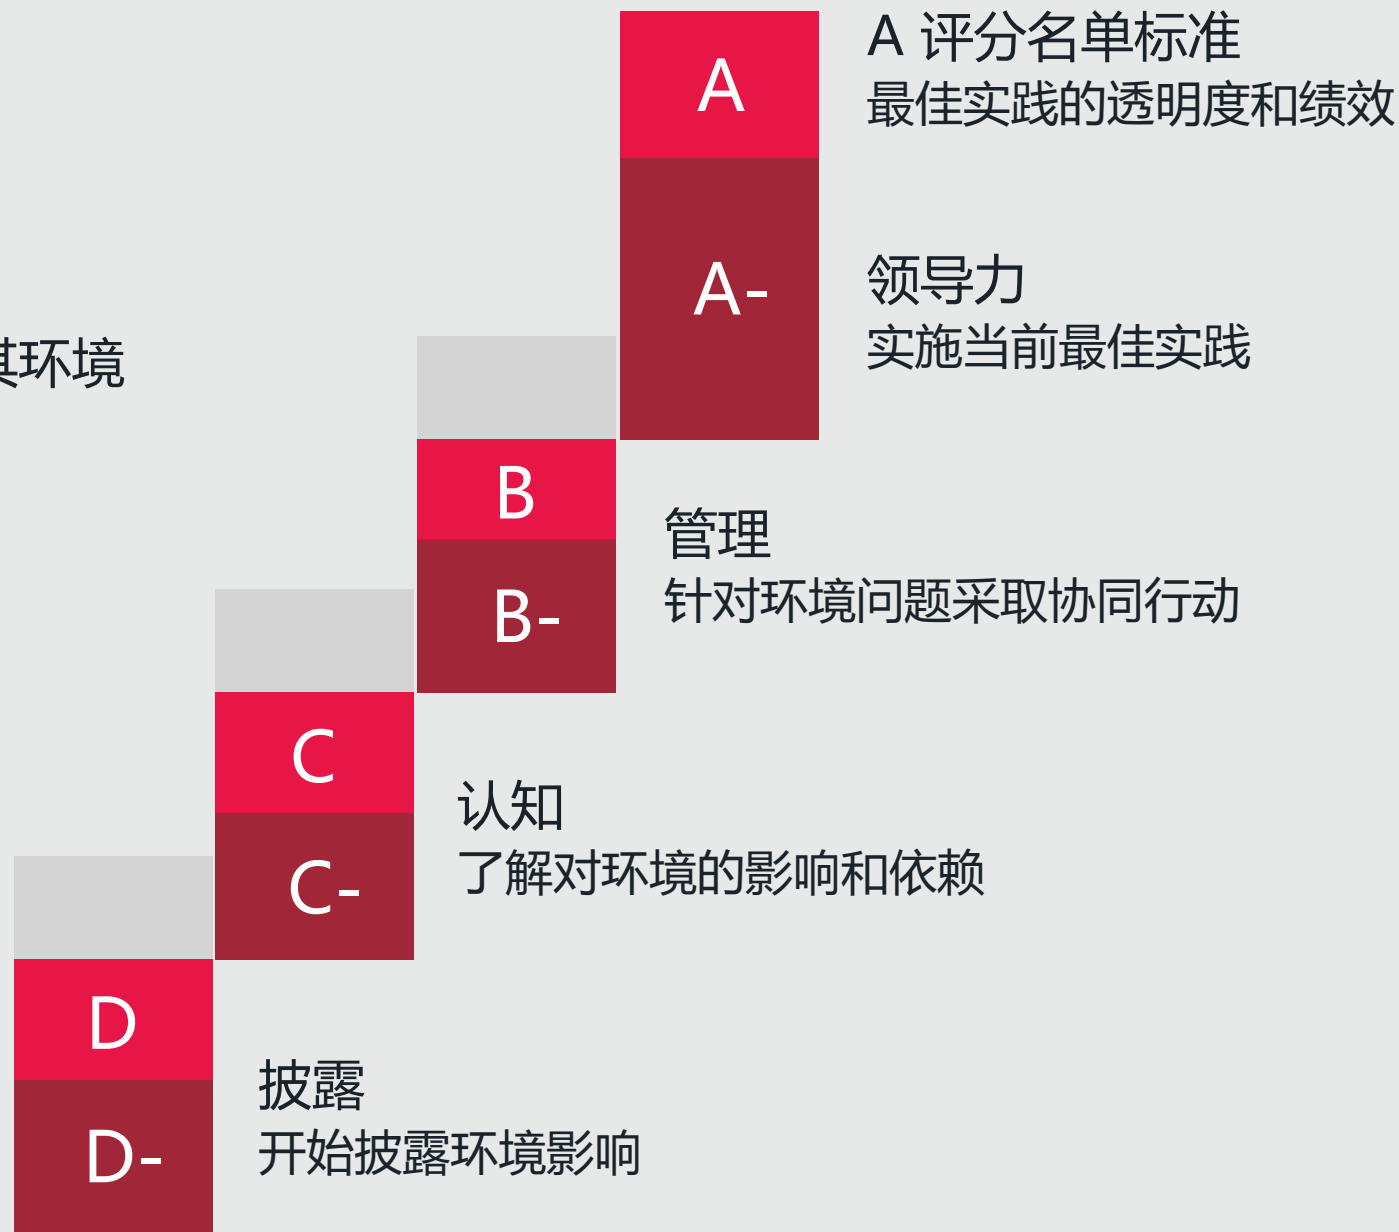 A
A 评分名单标准
最佳实践的透明度和绩效
A-
领导力
实施当前最佳实践
其环境
B
管理
针对环境问题采取协同行动
B-
C
认知
了解对环境的影响和依赖
C-
D
披露
开始披露环境影响
D-